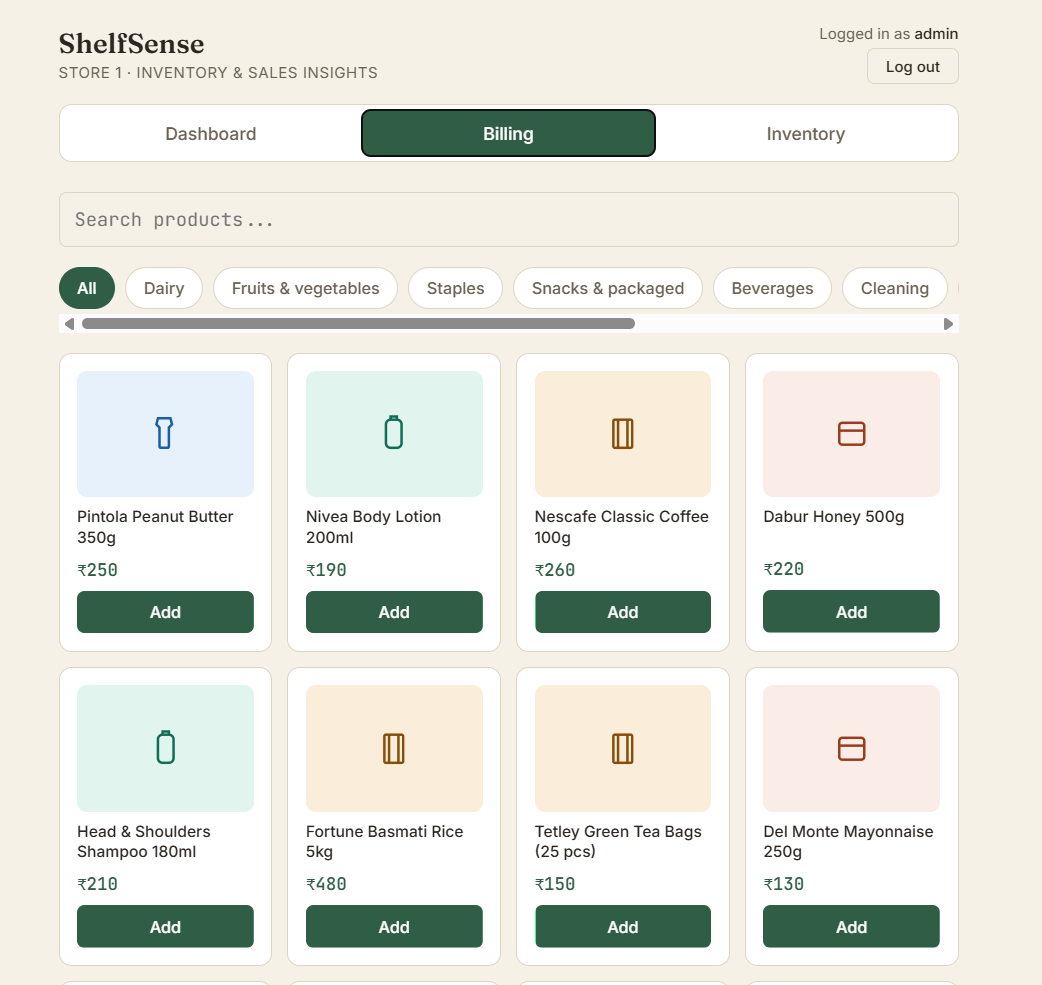 ShelfSense
STORE 1 · INVENTORY & SALES INSIGHTS
Logged in as admin
Log out
Dashboard
Billing
Inventory
Search products...
All
Dairy
Fruits & vegetables
Staples
Snacks & packaged
Beverages
Cleaning
Pintola Peanut Butter
350g
₹250
Add
Nivea Body Lotion
200ml
₹190
Add
Nescafe Classic Coffee
100g
₹260
Add
Dabur Honey 500g
₹220
Add
Head & Shoulders
Shampoo 180ml
₹210
Add
Fortune Basmati Rice
5kg
₹480
Add
Tetley Green Tea Bags
(25 pcs)
₹150
Add
Del Monte Mayonnaise
250g
₹130
Add